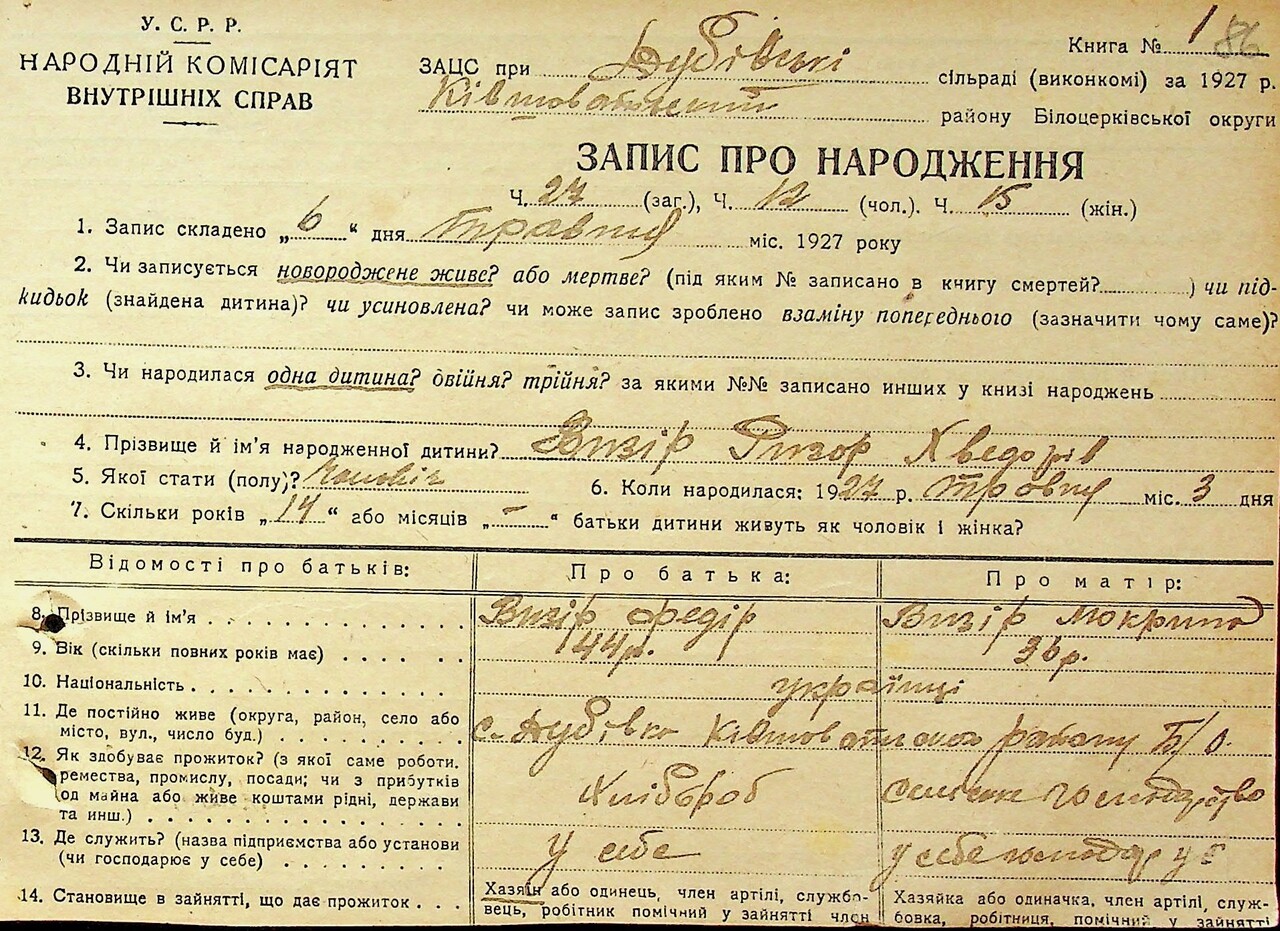 У. С. Р. Р.
НАРОДНІЙ КОМІСАРІЯТ
ВНУТРІШНІХ СПРАВ
Книга № 1 86
ЗАЦС при Дубівські сільраді (виконкомі) за 1927 р.
району Білоцерківської округи
ЗАПИС ПРО НАРОДЖЕННЯ
Ч. 27 (заг.), Ч. 12 (чол.). Ч. 15 (жін.)
1. Запис складено „ 6 “ дня травня міс. 1927 року
2. Чи записується новороджене живе? або мертве? (під яким № записано в книгу смертей?..........) чи під-
кидьок (знайдена дитина)? чи усиновлена? чи може запис зроблено взаміну попереднього (зазначити чому саме)?
3. Чи народилася одна дитина? двійня? трійня? за якими №№ записано инших у книзі народжень
4. Прізвище й ім'я народженної дитини? Визір Григор Хведорів
5. Якої стати (полу)? чоловіч 6. Коли народилася: 1927 р. травня міс. 3 дня
7. Скільки років „ 14 “ або місяців „ - “ батьки дитини живуть як чоловік і жінка?
Відомості про батьків: Про батька: Про матір:
8. Прізвище й ім'я Визір Федір Визір Мокрина
9. Вік (скільки повних років має) 44 р. 36 р.
10. Національність українці
11. Де постійно живе (округа, район, село або
місто, вул., число буд.) с. Дубівка району Б/Ц.
12. Як здобуває прожиток? (з якої саме роботи.
ремества, промислу, посади; чи з прибутків
од майна або живе коштами рідні, держави
та инш.) Хлібороб господарство
13. Де служить? (назва підприємства або установи
(чи господарює у себе) у себе у себе
14. Становище в зайнятті, що дає прожиток . . .
Хазяїн або одинець, член артілі, службо-
вець, робітник помічний у зайнятті член
Хазяйка або одиначка, член артілі, служ-
бовка, робітниця, помічний у зайнятті